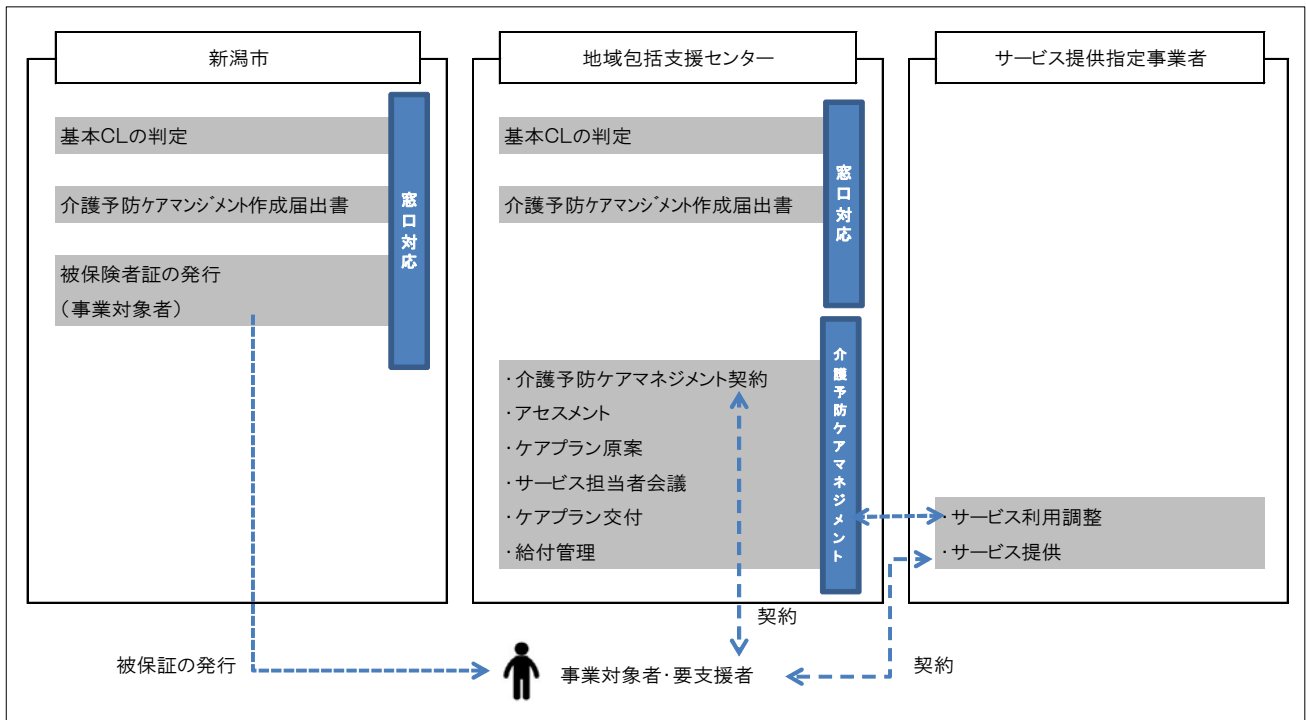 新潟市
基本CLの判定
介護予防ケアマンジメント作成届出書
被保険者証の発行
（事業対象者）
窓口対応
地域包括支援センター
基本CLの判定
介護予防ケアマンジメント作成届出書
窓口対応
・介護予防ケアマネジメント契約
・アセスメント
・ケアプラン原案
・サービス担当者会議
・ケアプラン交付
・給付管理
介護予防ケアマネジメント
サービス提供指定事業者
・サービス利用調整
・サービス提供
契約
被保証の発行
事業対象者・要支援者
契約